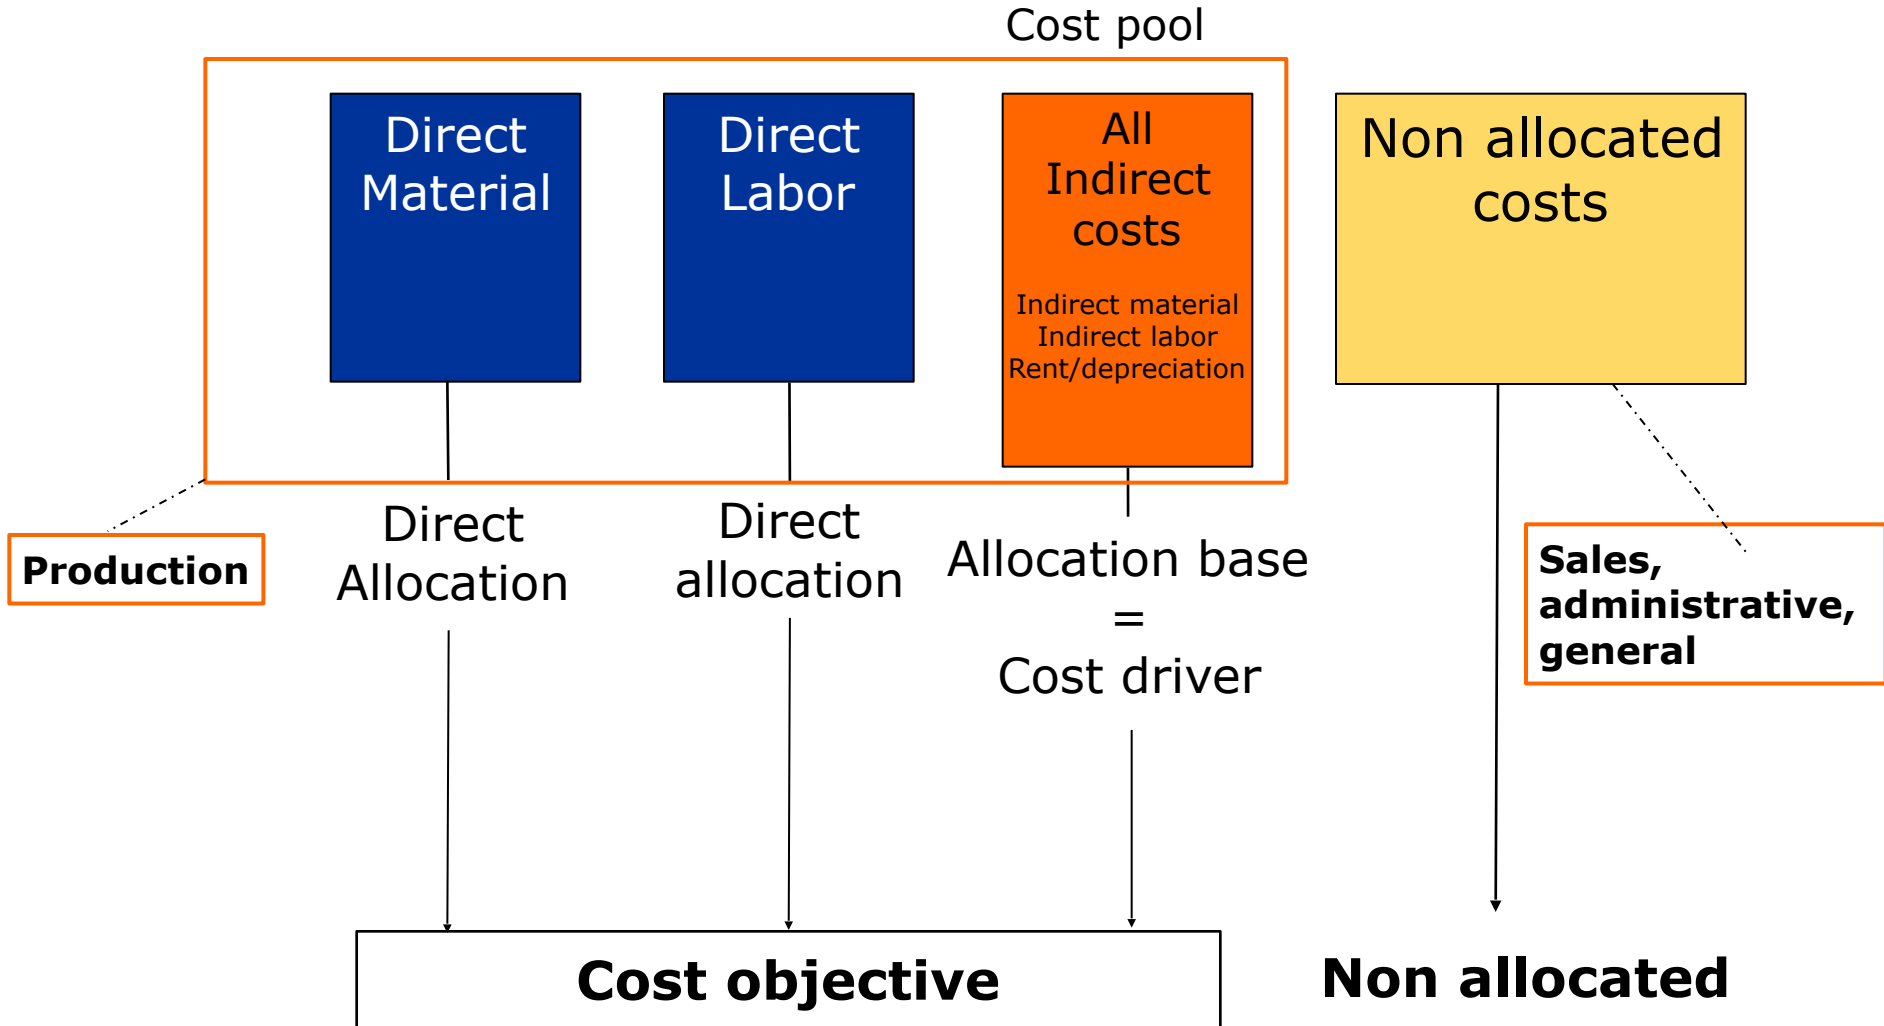 Cost pool
Direct
Material
Direct
Labor
All
Indirect
costs
Indirect material
Indirect labor
Rent/depreciation
Non allocated
costs
Direct
Allocation
Direct
allocation
Allocation base
=
Cost driver
Production
Sales,
administrative,
general
Cost objective
Non allocated